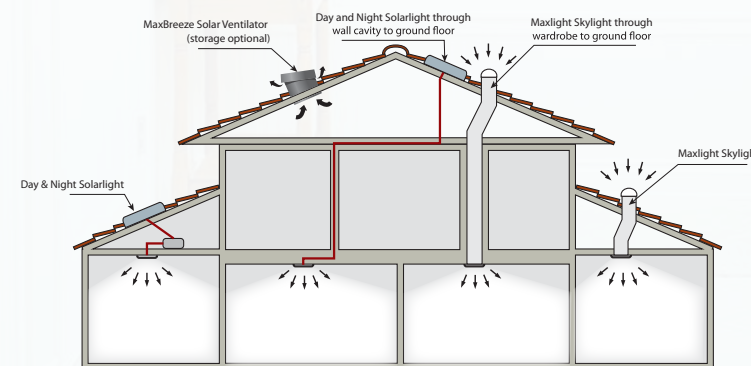 MaxBreeze Solar Ventilator
(storage optional)
Day and Night Solarlight through
wall cavity to ground floor
Maxlight Skylight through
wardrobe to ground floor
Maxlight
Day & Night Solarlight